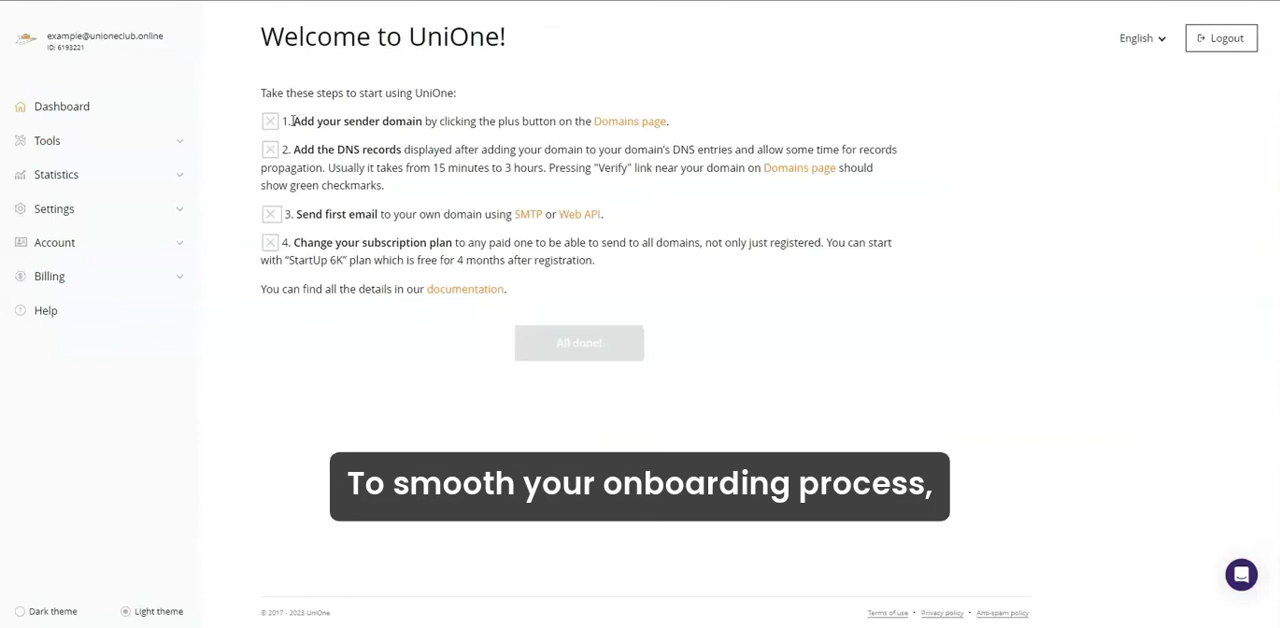 example@unioneclub.online
ID: 6193221
Dashboard
Tools
Statistics
Settings
Account
Billing
Help
Dark theme
Light theme
Welcome to UniOne!
English
Logout
Take these steps to start using UniOne:
1. Add your sender domain by clicking the plus button on the Domains page.
2. Add the DNS records displayed after adding your domain to your domain's DNS entries and allow some time for records
propagation. Usually it takes from 15 minutes to 3 hours. Pressing "Verify" link near your domain on Domains page should
show green checkmarks.
3. Send first email to your own domain using SMTP or Web API.
4. Change your subscription plan to any paid one to be able to send to all domains, not only just registered. You can start
with “StartUp 6K” plan which is free for 4 months after registration.
You can find all the details in our documentation.
All done!
To smooth your onboarding process,
© 2017 - 2023 UniOne
Terms of use • Privacy policy • Anti-spam policy